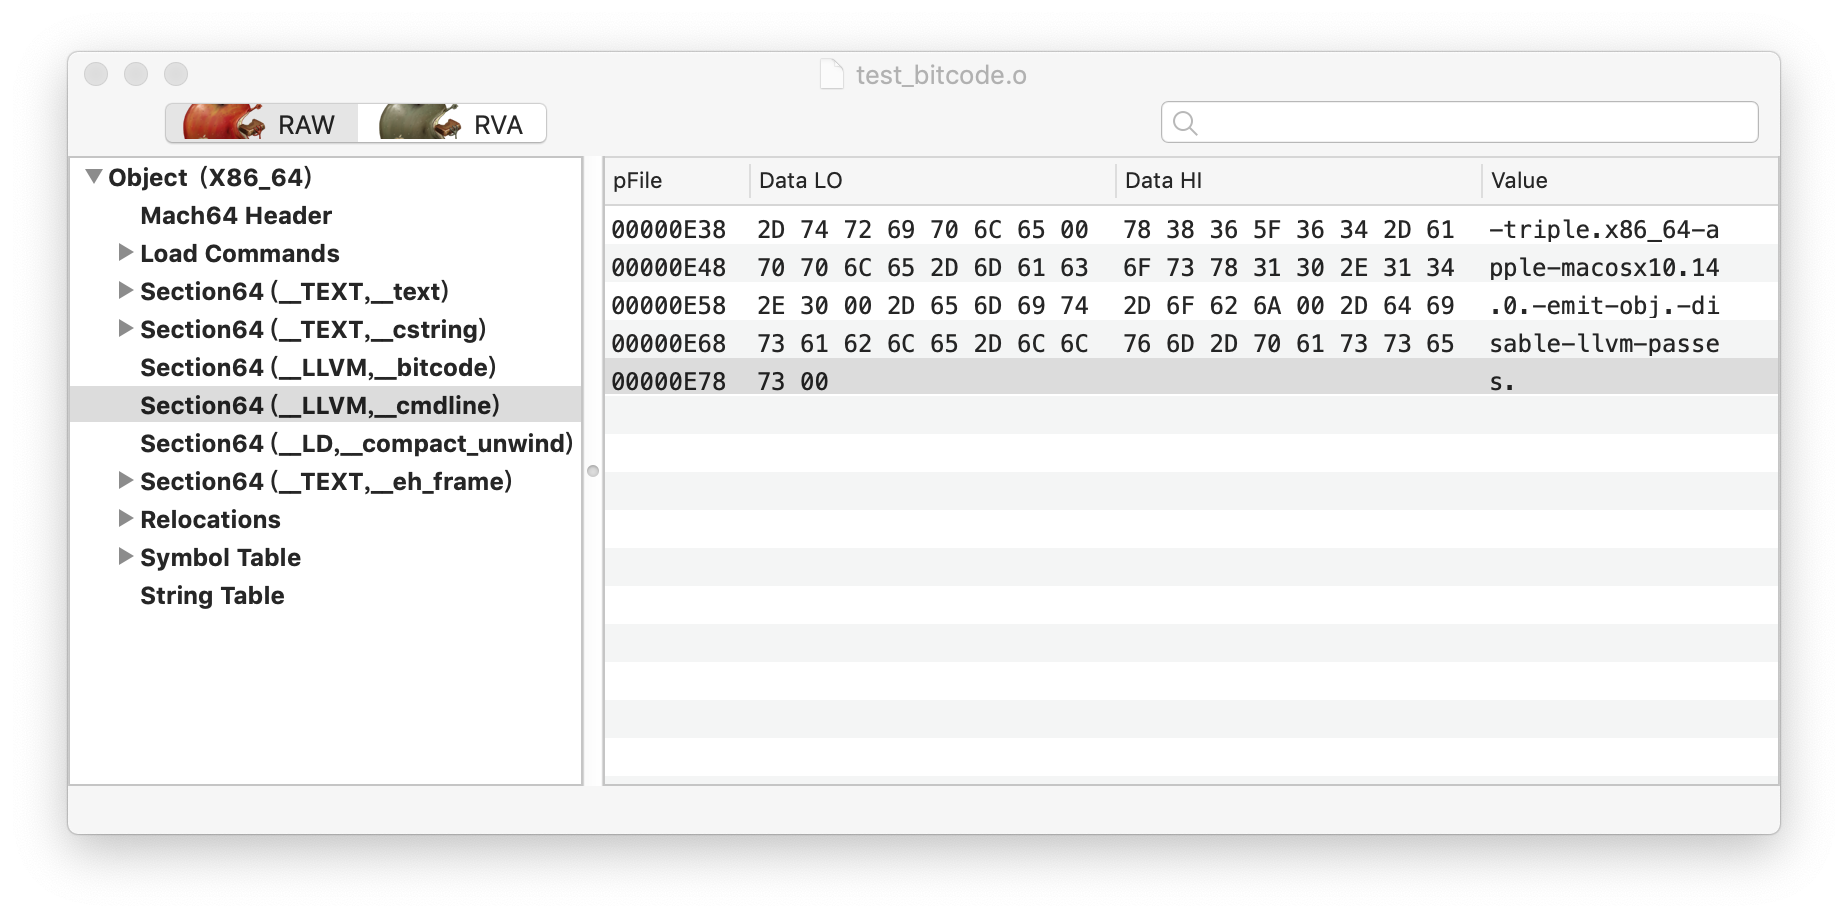 test_bitcode.o
RAW RVA
Object (X86_64)
Mach64 Header
Load Commands
Section64 (__TEXT,__text)
Section64 (__TEXT,__cstring)
Section64 (__LLVM,__bitcode)
Section64 (__LLVM,__cmdline)
Section64 (__LD,__compact_unwind)
Section64 (__TEXT,__eh_frame)
Relocations
Symbol Table
String Table
pFile Data LO Data HI Value
00000E38 2D 74 72 69 70 6C 65 00 78 38 36 5F 36 34 2D 61 -triple.x86_64-a
00000E48 70 70 6C 65 2D 6D 61 63 6F 73 78 31 30 2E 31 34 pple-macosx10.14
00000E58 2E 30 00 2D 65 6D 69 74 2D 6F 62 6A 00 2D 64 69 .0.-emit-obj.-di
00000E68 73 61 62 6C 65 2D 6C 6C 76 6D 2D 70 61 73 73 65 sable-llvm-passe
00000E78 73 00 s.